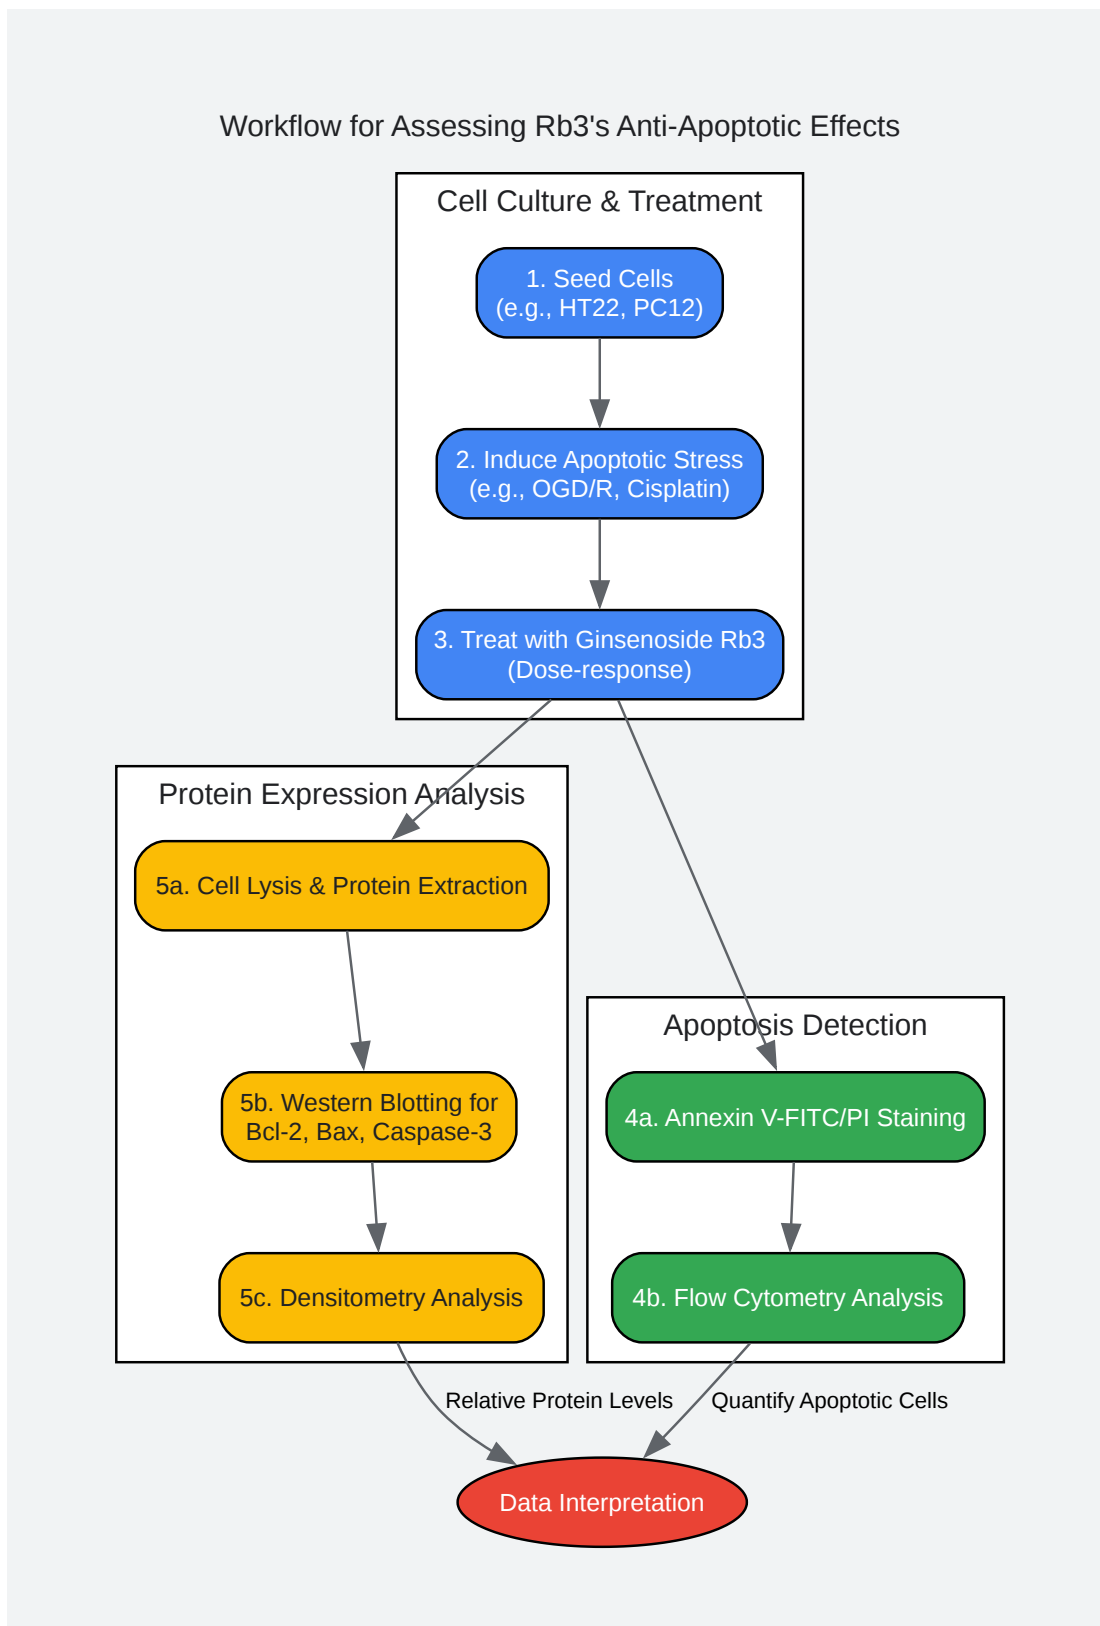 Workflow for Assessing Rb3's Anti-Apoptotic Effects
Cell Culture & Treatment
1. Seed Cells
(e.g., HT22, PC12)
2. Induce Apoptotic Stress
(e.g., OGD/R, Cisplatin)
3. Treat with Ginsenoside Rb3
(Dose-response)
Protein Expression Analysis
5a. Cell Lysis & Protein Extraction
5b. Western Blotting for
Bcl-2, Bax, Caspase-3
5c. Densitometry Analysis
Apoptosis Detection
4a. Annexin V-FITC/PI Staining
4b. Flow Cytometry Analysis
Relative Protein Levels
Quantify Apoptotic Cells
Data Interpretation